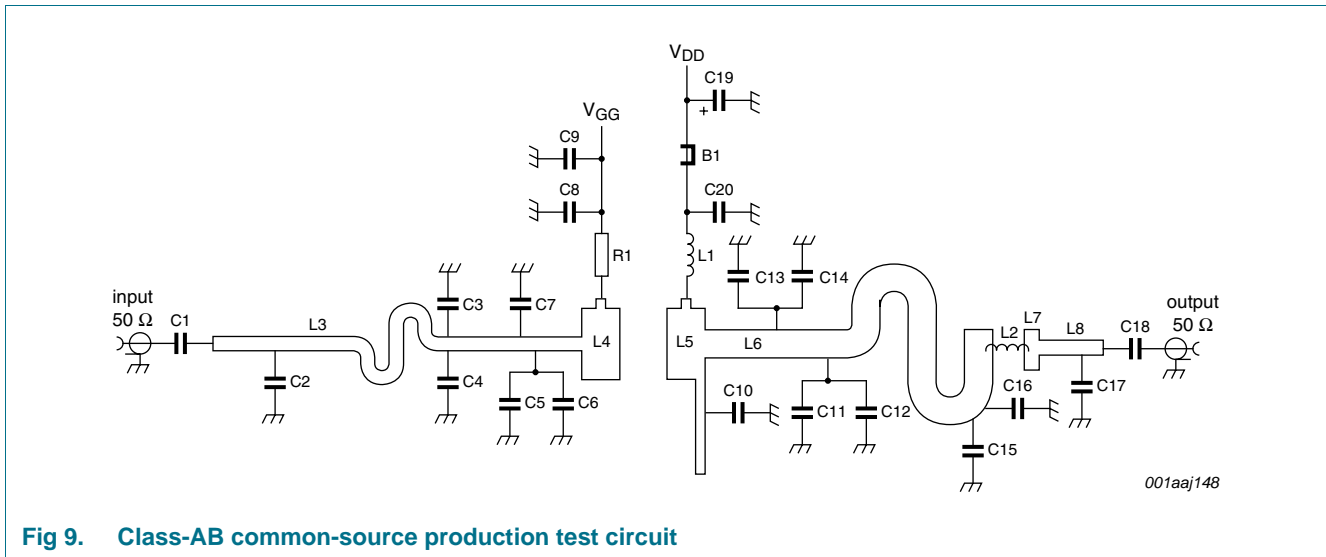 V_DD
C19
+
V_GG
C9
B1
C8
C20
R1
L1
C13
C14
input
50 Ω
C1
L3
C3
C7
L4
L5
L6
L2
L7
L8
C18
output
50 Ω
C2
C4
C5
C6
C10
C11
C12
C16
C17
C15
001aaj148
Fig 9. Class-AB common-source production test circuit